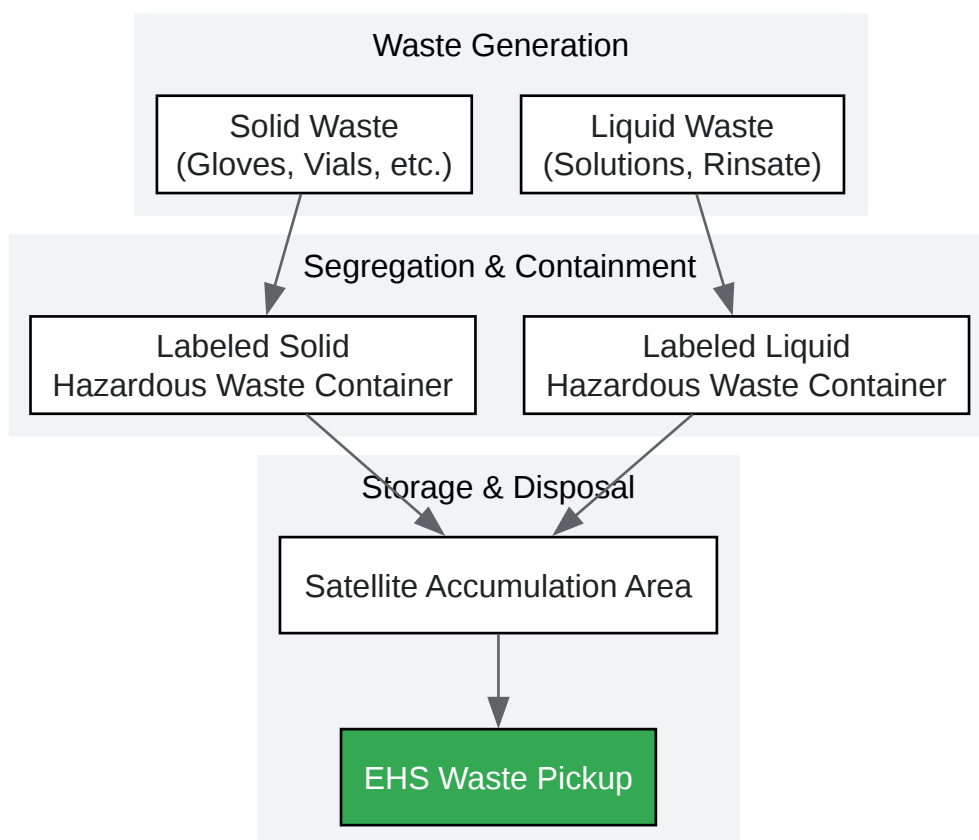 Waste Generation
Solid Waste
(Gloves, Vials, etc.)
Liquid Waste
(Solutions, Rinsate)
Segregation & Containment
Labeled Solid
Hazardous Waste Container
Labeled Liquid
Hazardous Waste Container
Storage & Disposal
Satellite Accumulation Area
EHS Waste Pickup